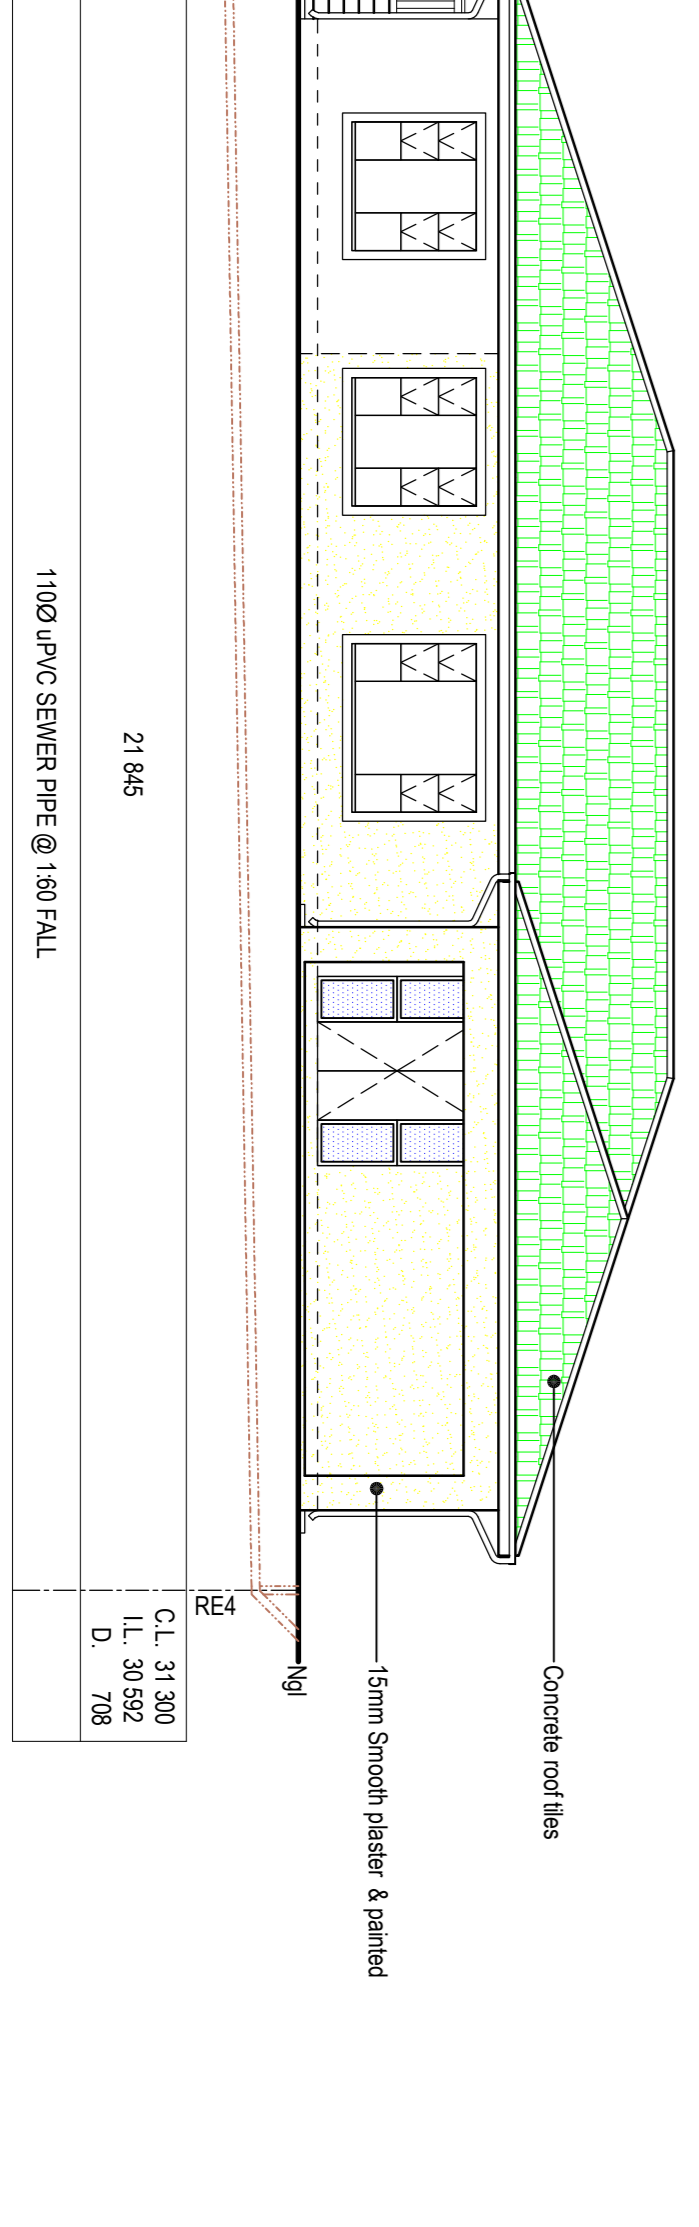 Concrete roof tiles
15mm Smooth plaster & painted
Ngl
RE4
C.L. 31 300
I.L. 30 592
D. 708
21 845
110Ø uPVC SEWER PIPE @ 1:60 FALL